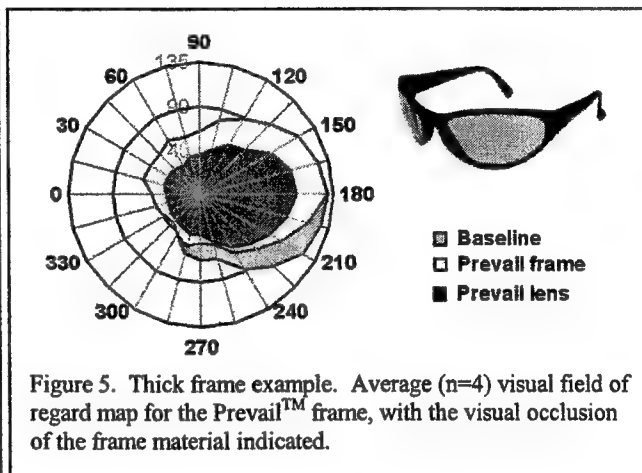 90
135
60
120
90
30
150
0
180
330
210
300
240
270
Baseline
Prevail frame
Prevail lens
Figure 5. Thick frame example. Average (n=4) visual field of
regard map for the Prevail™ frame, with the visual occlusion
of the frame material indicated.